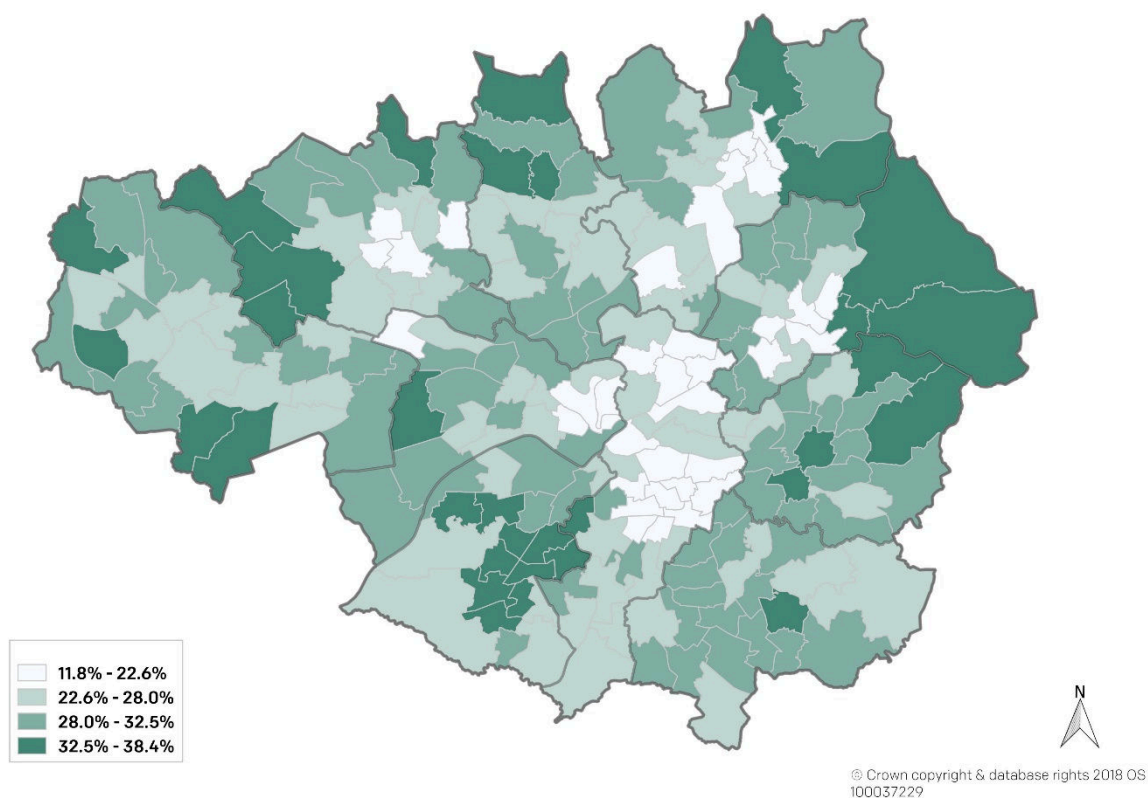 11.8% - 22.6%
22.6% - 28.0%
28.0% - 32.5%
32.5% - 38.4%
N
© Crown copyright & database rights 2018 OS
100037229